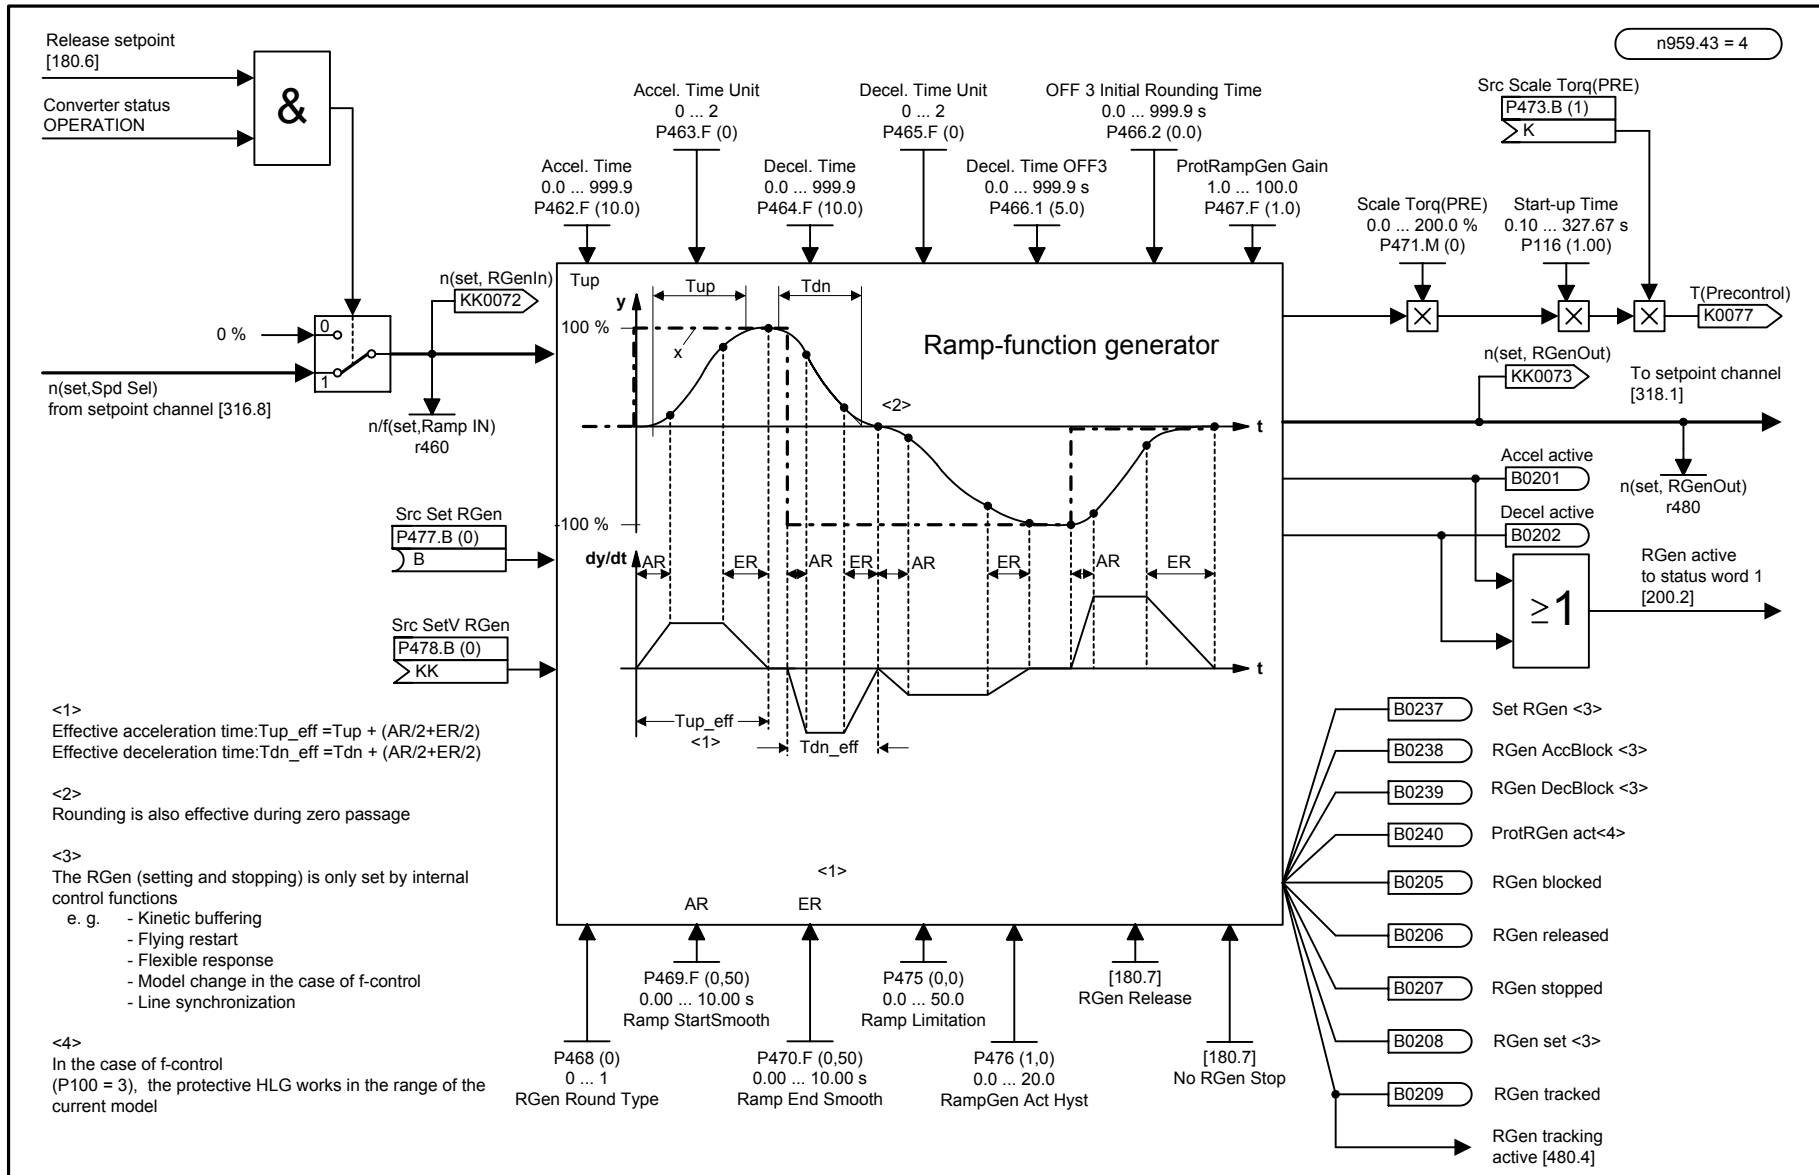 n959.43 = 4
Release setpoint
[180.6]
Converter status
OPERATION
&
Accel. Time Unit
0 ... 2
P463.F (0)
Decel. Time Unit
0 ... 2
P465.F (0)
OFF 3 Initial Rounding Time
0.0 ... 999.9 s
P466.2 (0.0)
Src Scale Torq(PRE)
P473.B (1)
K
Accel. Time
0.0 ... 999.9
P462.F (10.0)
Decel. Time
0.0 ... 999.9
P464.F (10.0)
Decel. Time OFF3
0.0 ... 999.9 s
P466.1 (5.0)
ProtRampGen Gain
1.0 ... 100.0
P467.F (1.0)
Scale Torq(PRE)
0.0 ... 200.0 %
P471.M (0)
Start-up Time
0.10 ... 327.67 s
P116 (1.00)
n(set, RGenIn)
KK0072
0 %
0
1
n(set,Spd Sel)
from setpoint channel [316.8]
n/f(set,Ramp IN)
r460
Tup
Tup
Tdn
y
100 %
x
Ramp-function generator
<2>
t
-100 %
dy/dt
AR
ER
AR
ER
AR
ER
AR
ER
t
Tup_eff
<1>
Tdn_eff
T(Precontrol)
K0077
n(set, RGenOut)
KK0073
To setpoint channel
[318.1]
Accel active
B0201
n(set, RGenOut)
r480
Decel active
B0202
RGen active
to status word 1
[200.2]
≥1
Src Set RGen
P477.B (0)
B
Src SetV RGen
P478.B (0)
KK
<1>
Effective acceleration time:Tup_eff =Tup + (AR/2+ER/2)
Effective deceleration time:Tdn_eff =Tdn + (AR/2+ER/2)
<2>
Rounding is also effective during zero passage
<3>
The RGen (setting and stopping) is only set by internal
control functions
e. g. - Kinetic buffering
- Flying restart
- Flexible response
- Model change in the case of f-control
- Line synchronization
<4>
In the case of f-control
(P100 = 3), the protective HLG works in the range of the
current model
<1>
AR
ER
P468 (0)
0 ... 1
RGen Round Type
P469.F (0,50)
0.00 ... 10.00 s
Ramp StartSmooth
P470.F (0,50)
0.00 ... 10.00 s
Ramp End Smooth
P475 (0,0)
0.0 ... 50.0
Ramp Limitation
P476 (1,0)
0.0 ... 20.0
RampGen Act Hyst
[180.7]
RGen Release
[180.7]
No RGen Stop
B0237 Set RGen <3>
B0238 RGen AccBlock <3>
B0239 RGen DecBlock <3>
B0240 ProtRGen act<4>
B0205 RGen blocked
B0206 RGen released
B0207 RGen stopped
B0208 RGen set <3>
B0209 RGen tracked
RGen tracking
active [480.4]